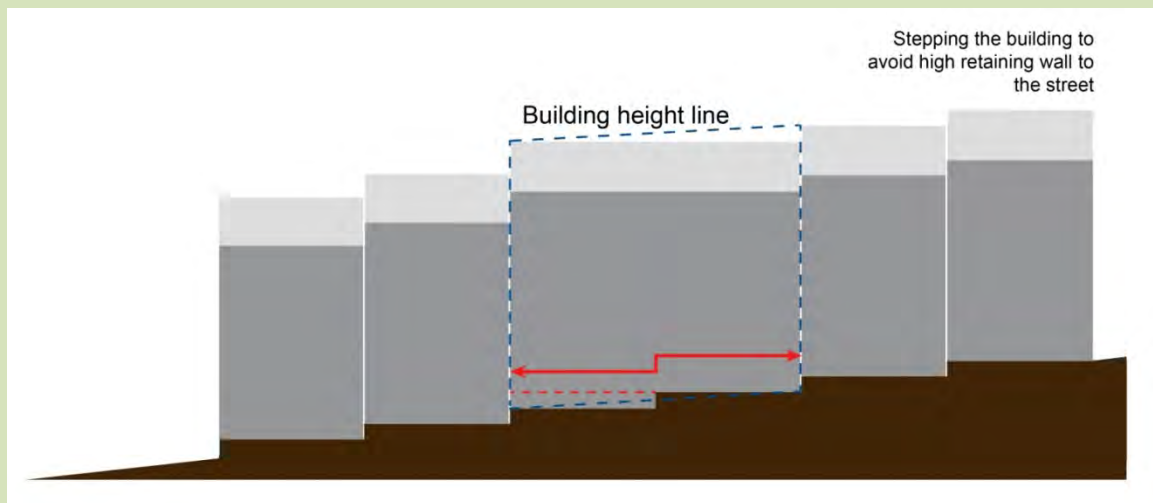 Stepping the building to
avoid high retaining wall to
the street
Building height line